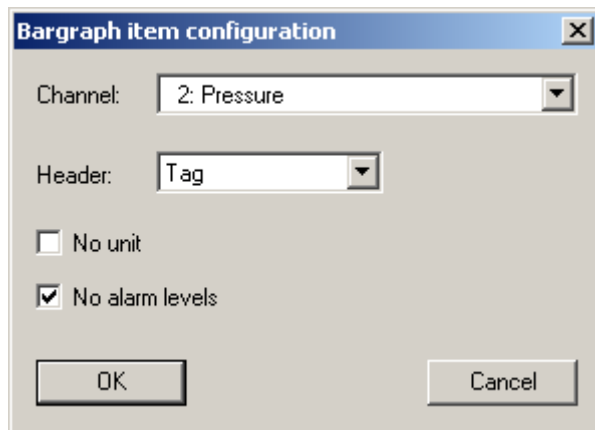 Bargraph item configuration
Channel: 2: Pressure
Header: Tag
No unit
No alarm levels
OK Cancel